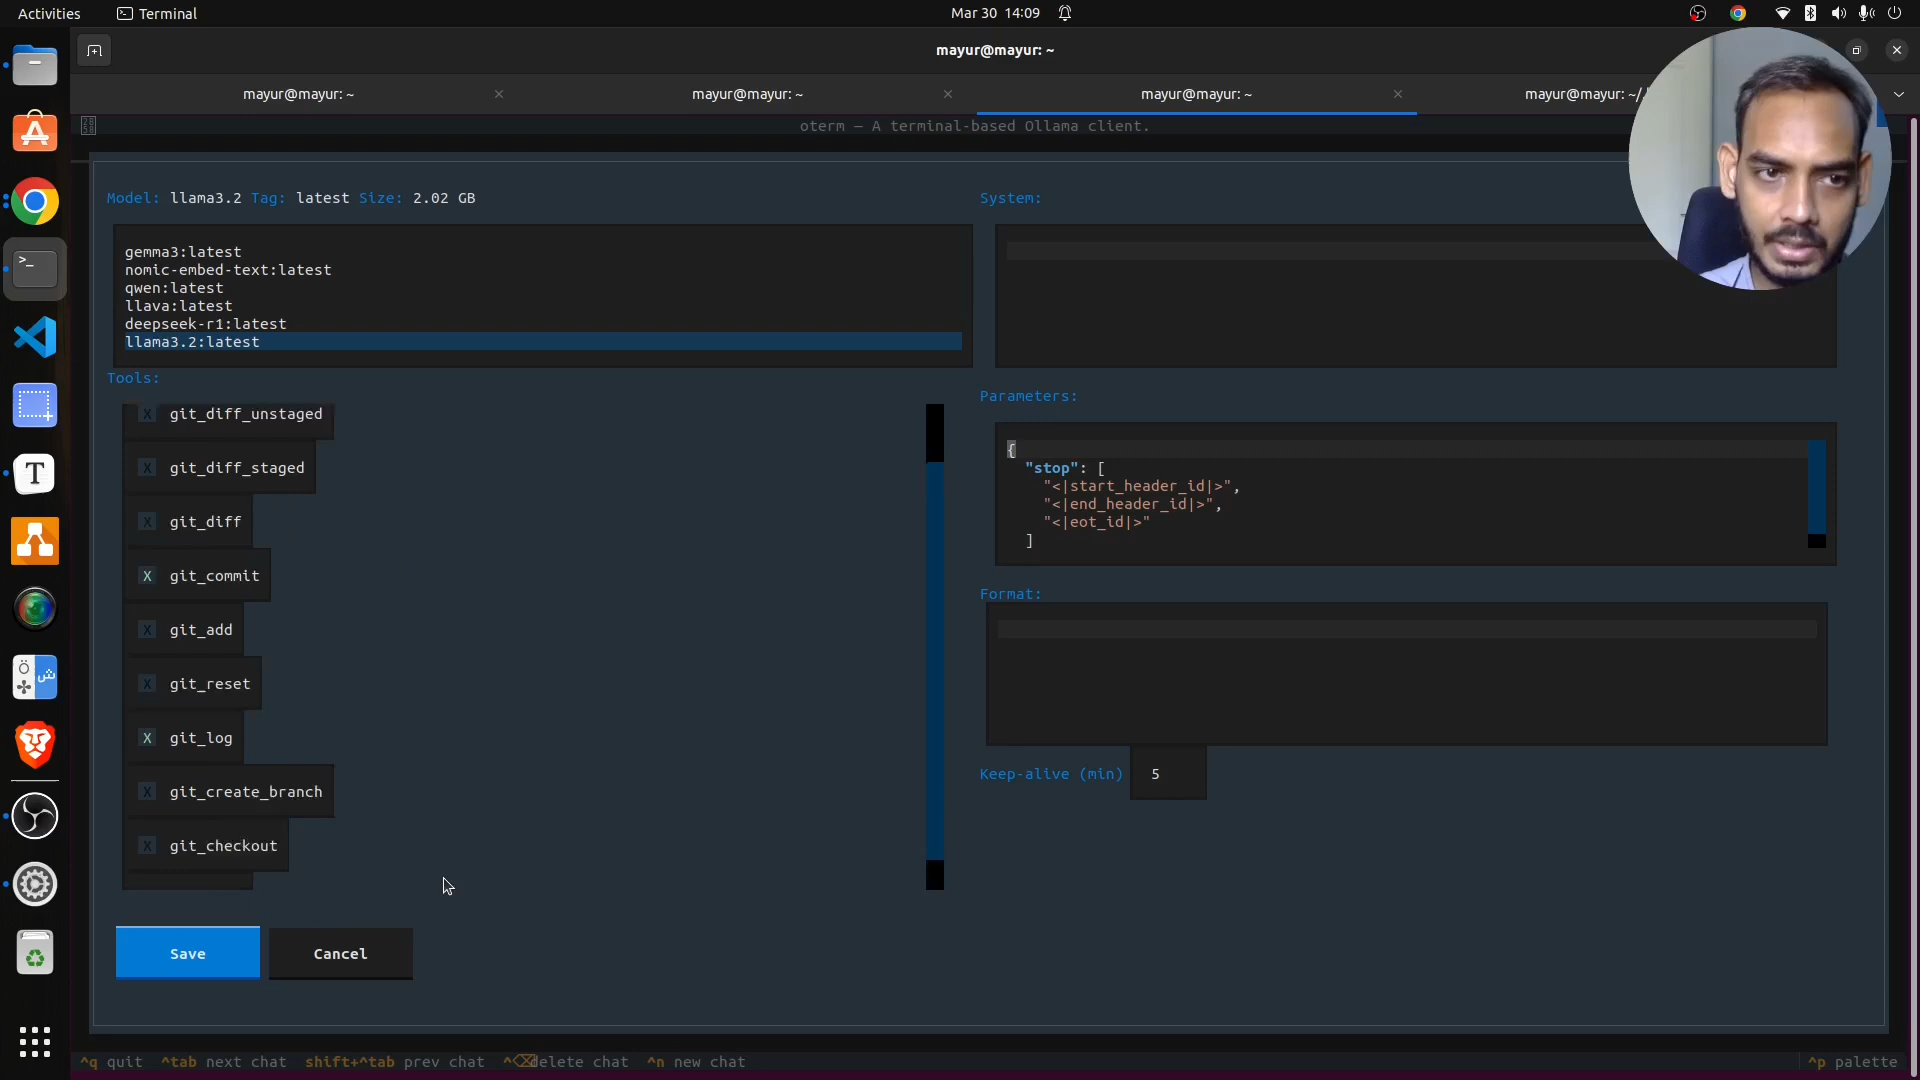 Activities Terminal Mar 30 14:09
mayur@mayur: ~
mayur@mayur: ~ mayur@mayur: ~ mayur@mayur: ~ mayur@mayur: ~/
oterm — A terminal-based Ollama client.
Model: llama3.2 Tag: latest Size: 2.02 GB
gemma3:latest
nomic-embed-text:latest
qwen:latest
llava:latest
deepseek-r1:latest
llama3.2:latest
Tools:
X git_diff_unstaged
X git_diff_staged
X git_diff
X git_commit
X git_add
X git_reset
X git_log
X git_create_branch
X git_checkout
Save Cancel
System:
Parameters:
{
"stop": [
"<|start_header_id|>",
"<|end_header_id|>",
"<|eot_id|>"
]
Format:
Keep-alive (min) 5
^q quit ^tab next chat shift+^tab prev chat ^⌫ delete chat ^n new chat ^p palette